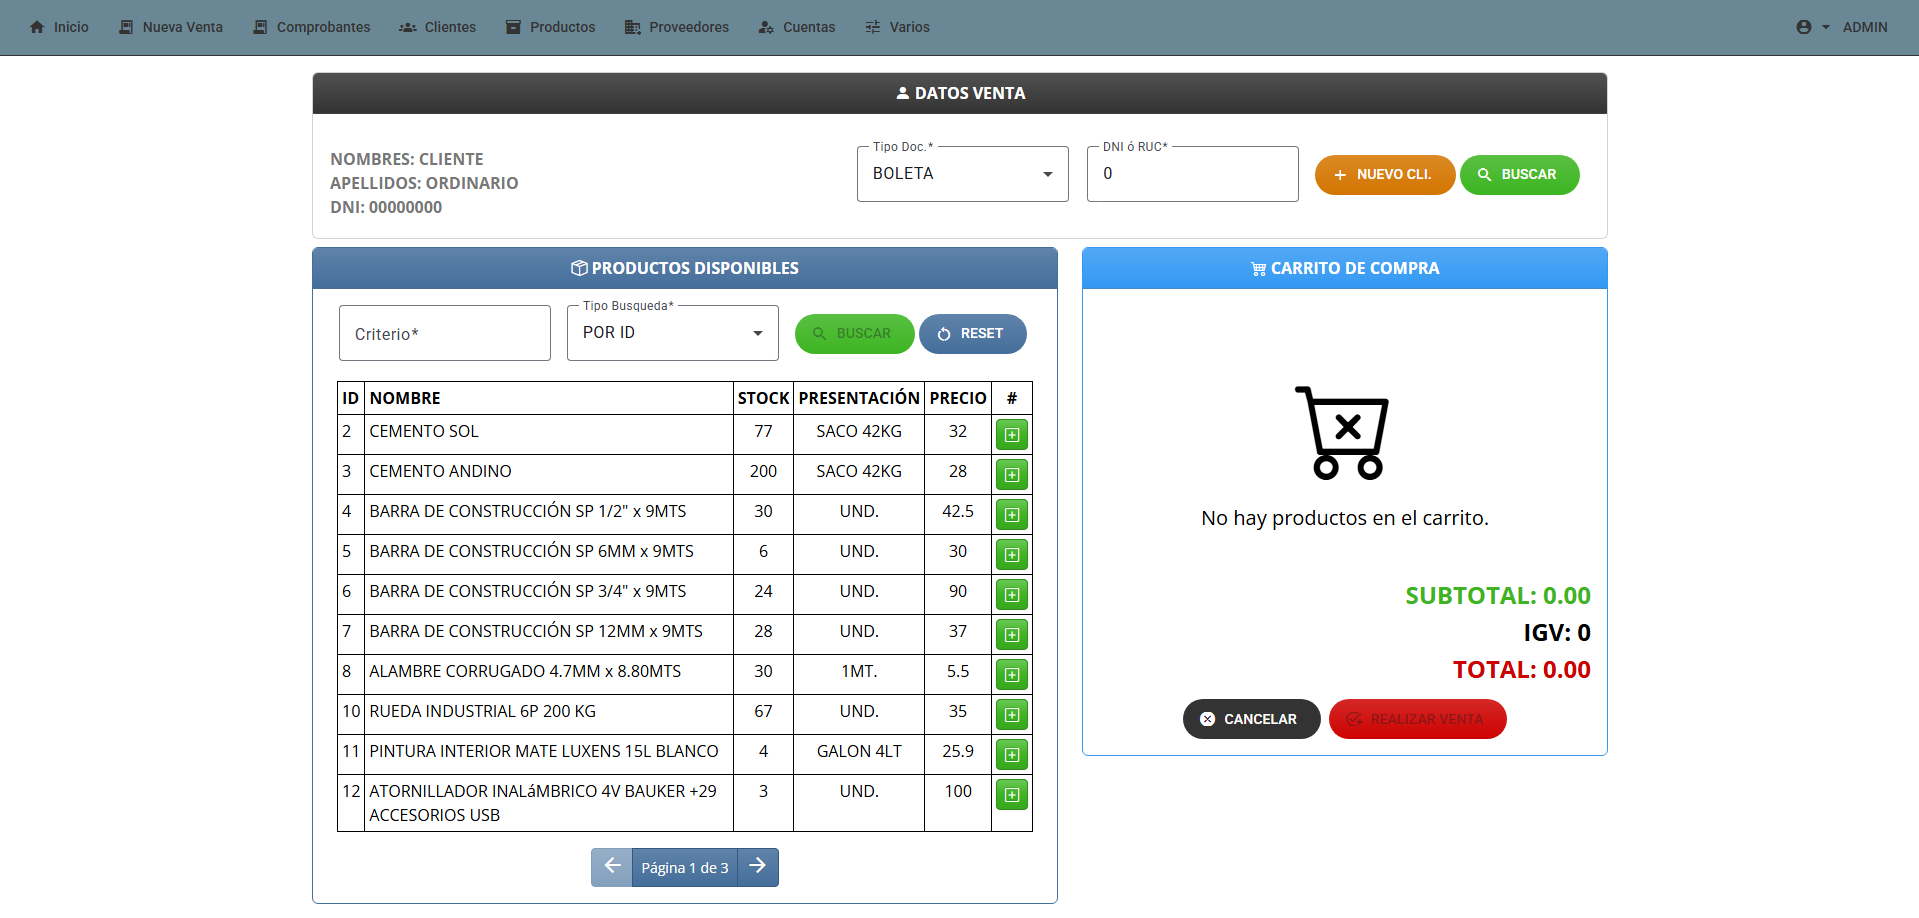 Inicio Nueva Venta Comprobantes Clientes Productos Proveedores Cuentas Varios ADMIN
DATOS VENTA
NOMBRES: CLIENTE
APELLIDOS: ORDINARIO
DNI: 00000000
Tipo Doc.*
BOLETA
DNI ó RUC*
0
NUEVO CLI.
BUSCAR
PRODUCTOS DISPONIBLES
Criterio*
Tipo Busqueda*
POR ID
BUSCAR
RESET
ID NOMBRE STOCK PRESENTACIÓN PRECIO #
2 CEMENTO SOL 77 SACO 42KG 32
3 CEMENTO ANDINO 200 SACO 42KG 28
4 BARRA DE CONSTRUCCIÓN SP 1/2" x 9MTS 30 UND. 42.5
5 BARRA DE CONSTRUCCIÓN SP 6MM x 9MTS 6 UND. 30
6 BARRA DE CONSTRUCCIÓN SP 3/4" x 9MTS 24 UND. 90
7 BARRA DE CONSTRUCCIÓN SP 12MM x 9MTS 28 UND. 37
8 ALAMBRE CORRUGADO 4.7MM x 8.80MTS 30 1MT. 5.5
10 RUEDA INDUSTRIAL 6P 200 KG 67 UND. 35
11 PINTURA INTERIOR MATE LUXENS 15L BLANCO 4 GALON 4LT 25.9
12 ATORNILLADOR INALáMBRICO 4V BAUKER +29 3 UND. 100
ACCESORIOS USB
Página 1 de 3
CARRITO DE COMPRA
No hay productos en el carrito.
SUBTOTAL: 0.00
IGV: 0
TOTAL: 0.00
CANCELAR
REALIZAR VENTA